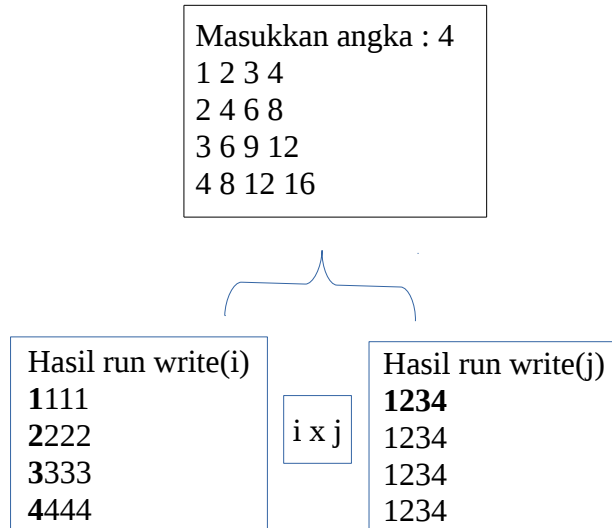 Masukkan angka : 4
1 2 3 4
2 4 6 8
3 6 9 12
4 8 12 16
Hasil run write(i)
1111
2222
3333
4444
i x j
Hasil run write(j)
1234
1234
1234
1234